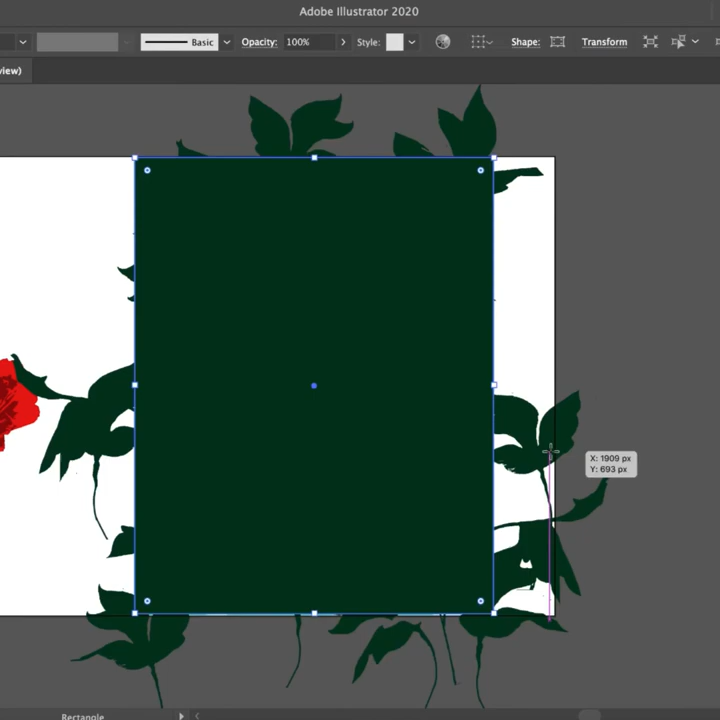 Adobe Illustrator 2020
Basic
Opacity:
100%
Style:
Shape:
Transform
view)
X: 1909 px
Y: 693 px
Rectangle